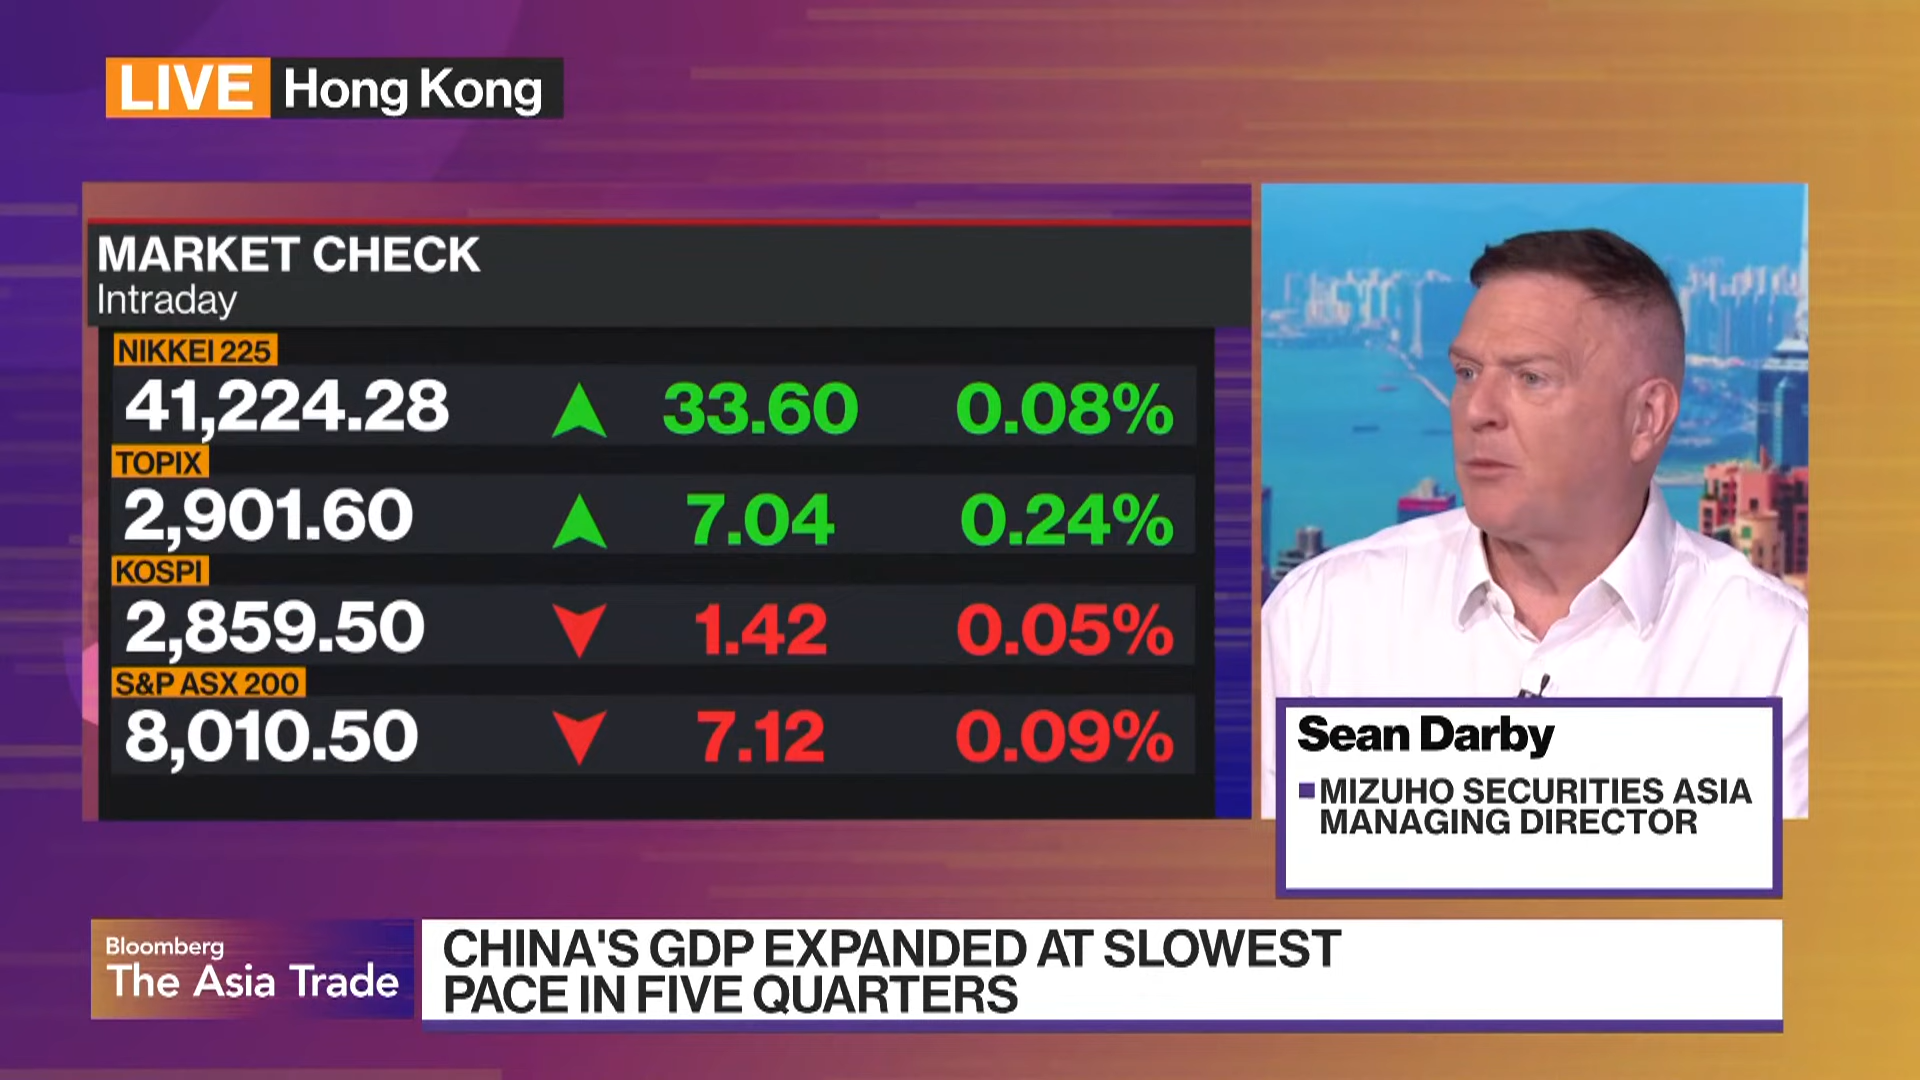 LIVE Hong Kong
MARKET CHECK
Intraday
NIKKEI 225
41,224.28 33.60 0.08%
TOPIX
2,901.60 7.04 0.24%
KOSPI
2,859.50 1.42 0.05%
S&P ASX 200
8,010.50 7.12 0.09%
Sean Darby
MIZUHO SECURITIES ASIA
MANAGING DIRECTOR
Bloomberg
The Asia Trade
CHINA'S GDP EXPANDED AT SLOWEST
PACE IN FIVE QUARTERS